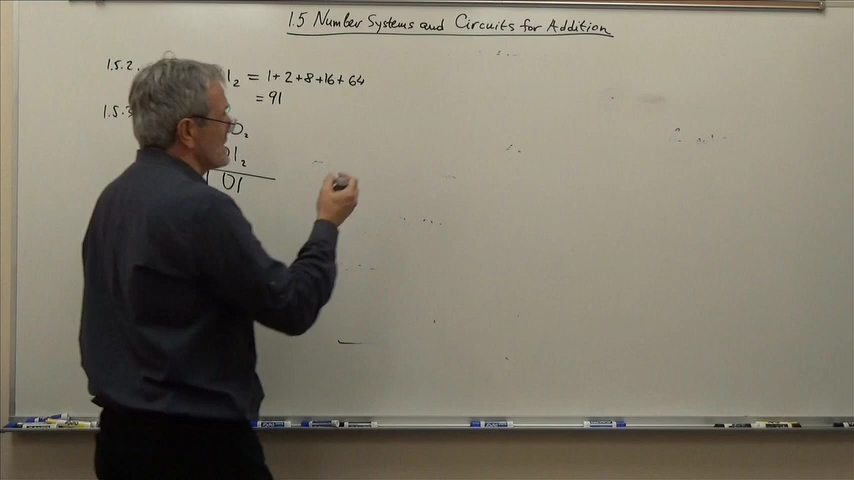 1.5 Number Systems and Circuits for Addition
1.5.2. 1₂ = 1+2+8+16+64
= 91
1.5.3 0₂
01₂
01